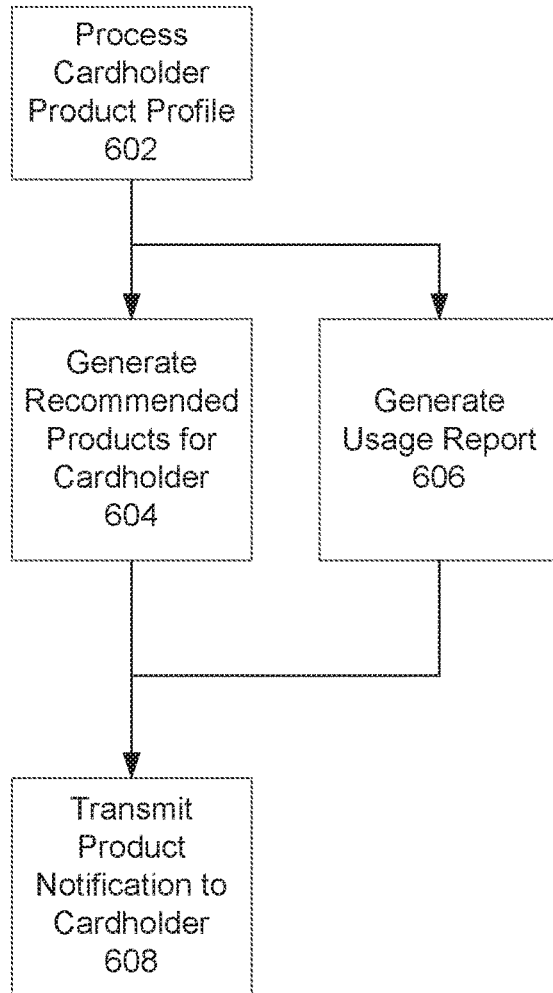 Process
Cardholder
Product Profile
602
Generate
Recommended
Products for
Cardholder
604
Generate
Usage Report
606
Transmit
Product
Notification to
Cardholder
608